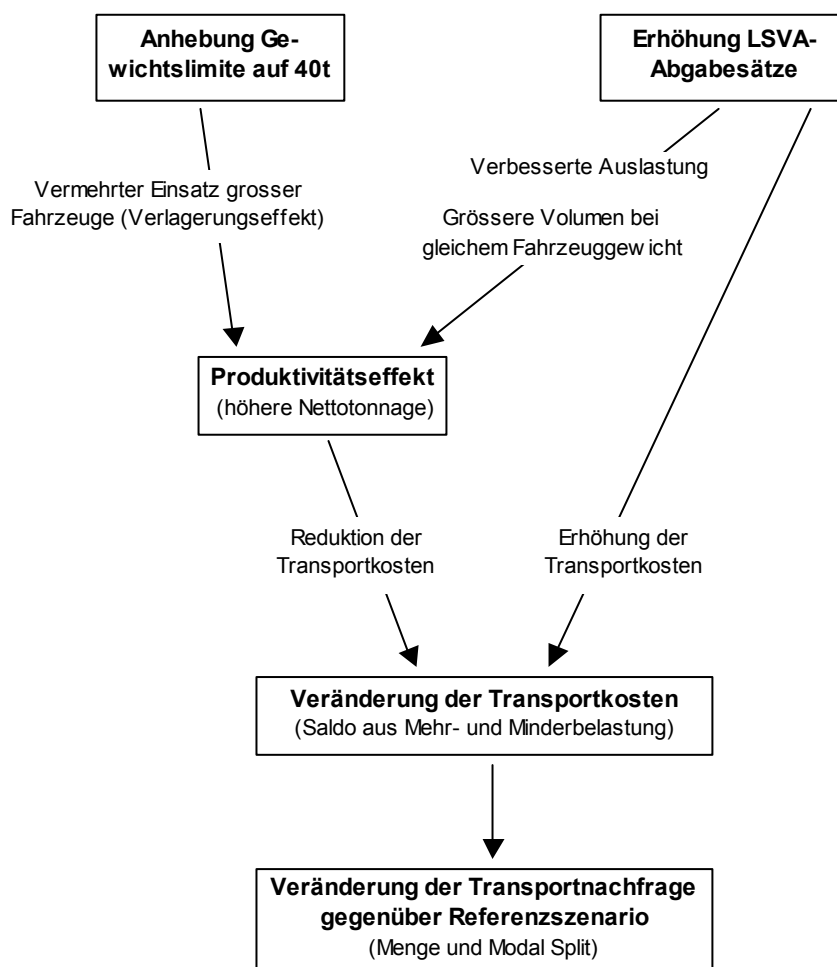 Anhebung Ge-
wichtslimite auf 40t
Erhöhung LSVA-
Abgabesätze
Verbesserte Auslastung
Vermehrter Einsatz grosser
Fahrzeuge (Verlagerungseffekt)
Grössere Volumen bei
gleichem Fahrzeuggewicht
Produktivitätseffekt
(höhere Nettotonnage)
Reduktion der
Transportkosten
Erhöhung der
Transportkosten
Veränderung der Transportkosten
(Saldo aus Mehr- und Minderbelastung)
Veränderung der Transportnachfrage
gegenüber Referenzszenario
(Menge und Modal Split)